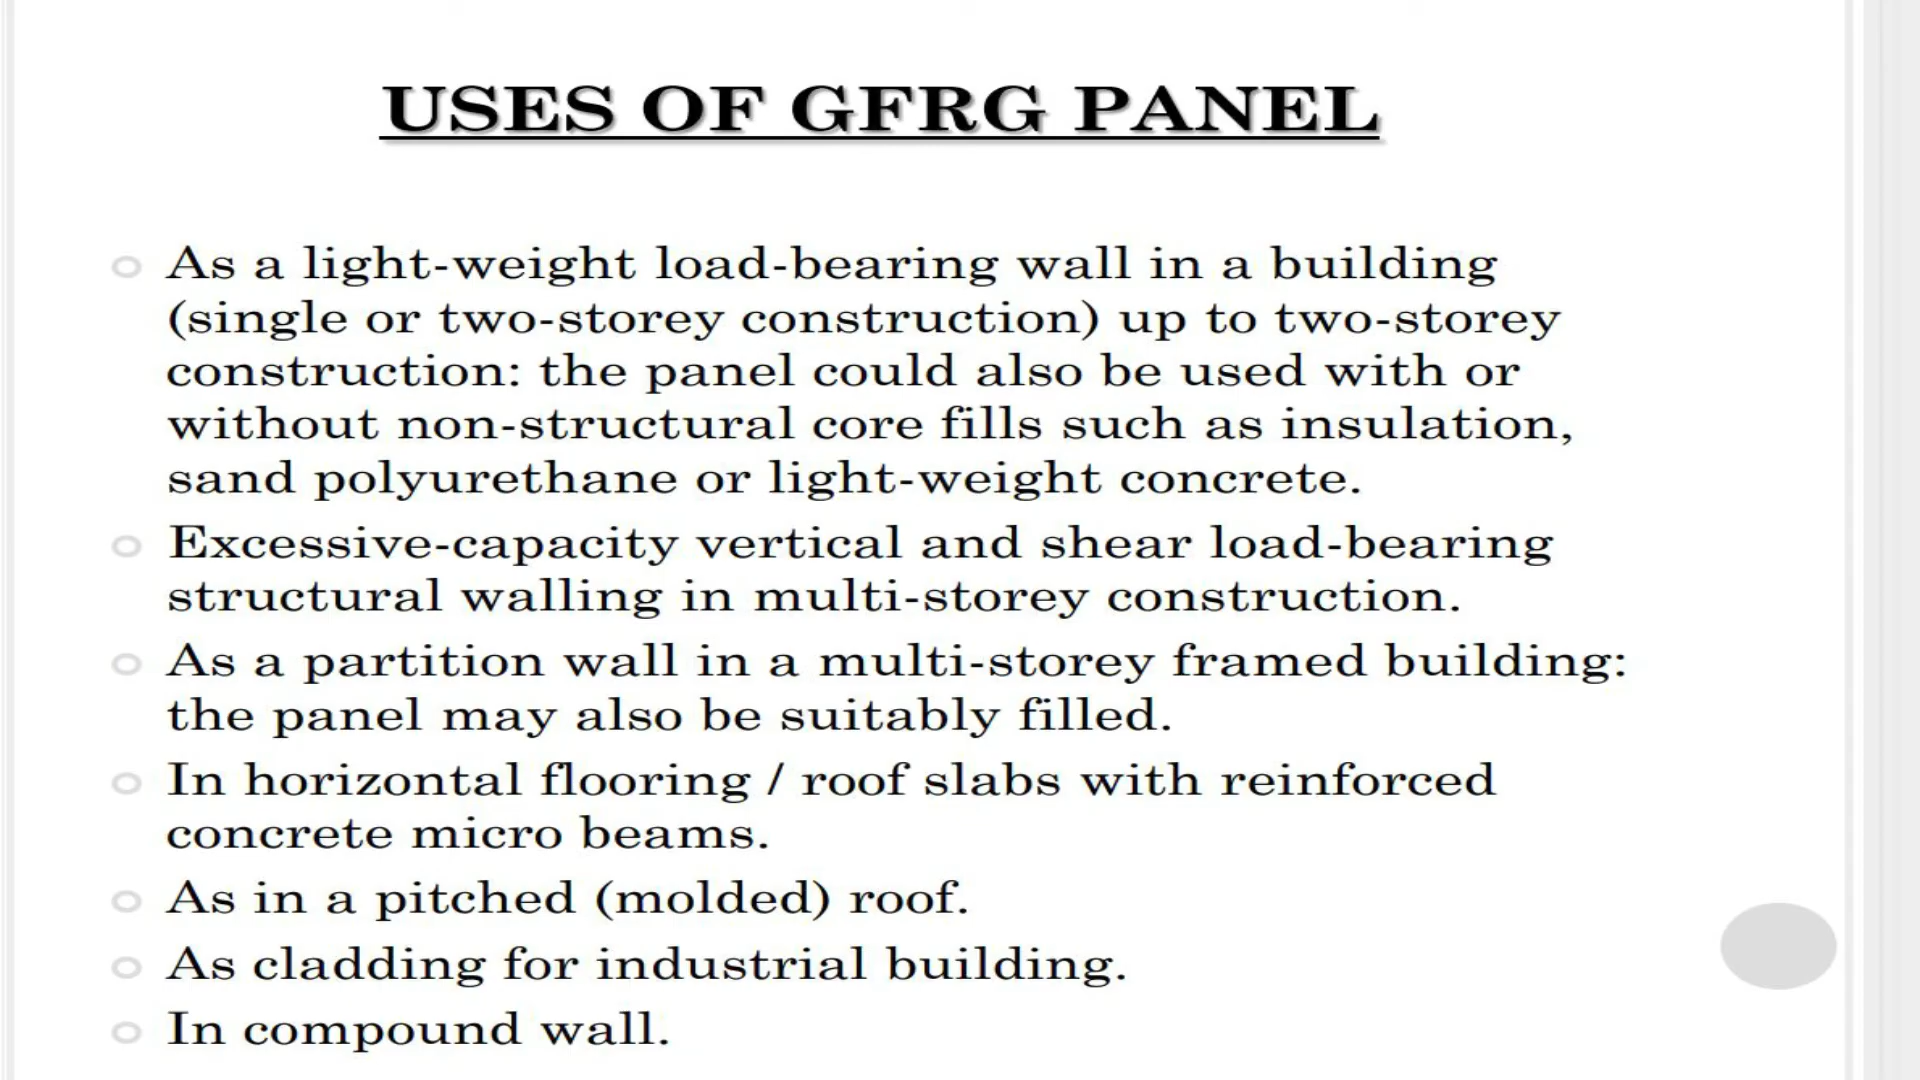 USES OF GFRG PANEL
As a light-weight load-bearing wall in a building
(single or two-storey construction) up to two-storey
construction: the panel could also be used with or
without non-structural core fills such as insulation,
sand polyurethane or light-weight concrete.
Excessive-capacity vertical and shear load-bearing
structural walling in multi-storey construction.
As a partition wall in a multi-storey framed building:
the panel may also be suitably filled.
In horizontal flooring / roof slabs with reinforced
concrete micro beams.
As in a pitched (molded) roof.
As cladding for industrial building.
In compound wall.